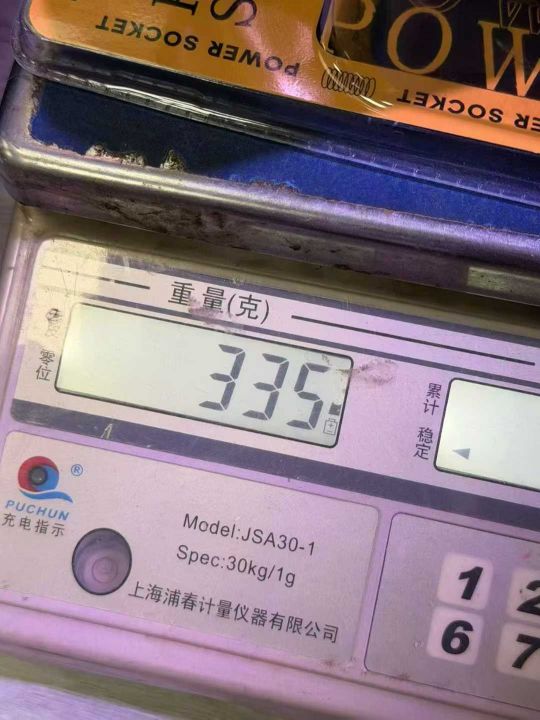 POWER SOCKET
POWER
POWER SOCKET
重量(克)
零位
335
累计 稳定
PUCHUN
®
充电指示
Model:JSA30-1
Spec:30kg/1g
上海浦春计量仪器有限公司
1 2
6 7